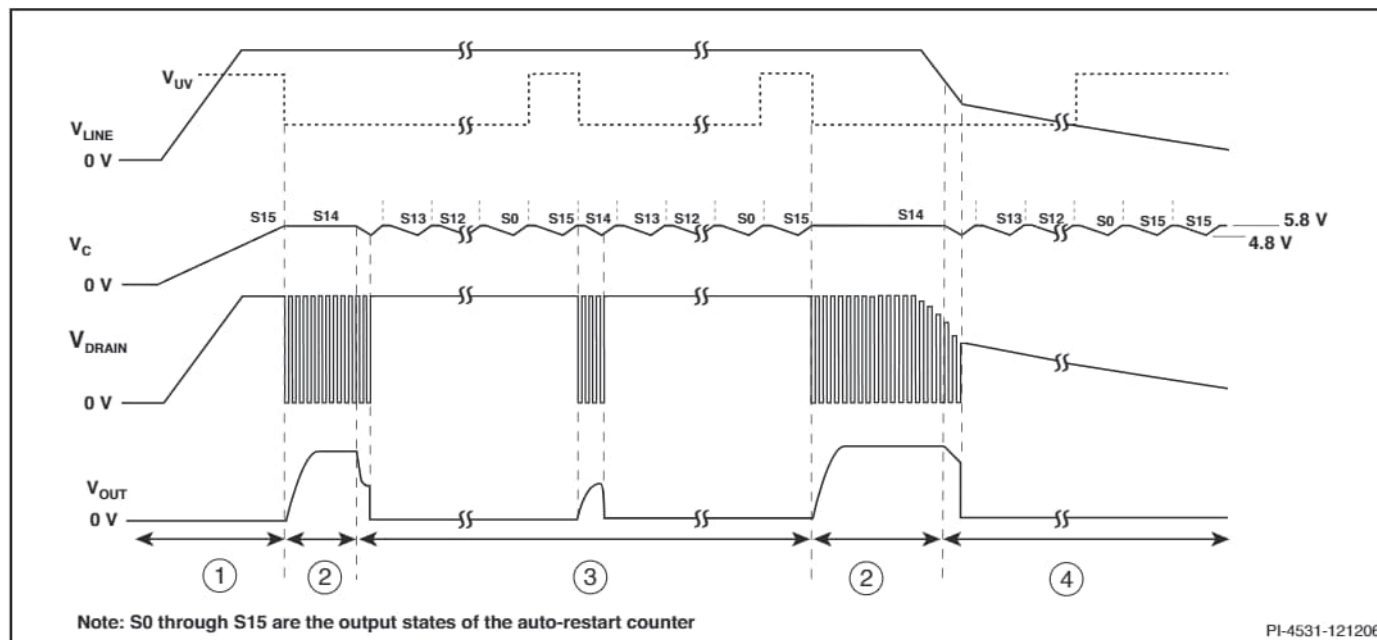 V_UV
V_LINE
0 V
S15 S14 S13 S12 S0 S15 S14 S13 S12 S0 S15 S14 S13 S12 S0 S15 S15 5.8 V
4.8 V
V_C
0 V
V_DRAIN
0 V
V_OUT
0 V
1 2 3 2 4
Note: S0 through S15 are the output states of the auto-restart counter
PI-4531-121206